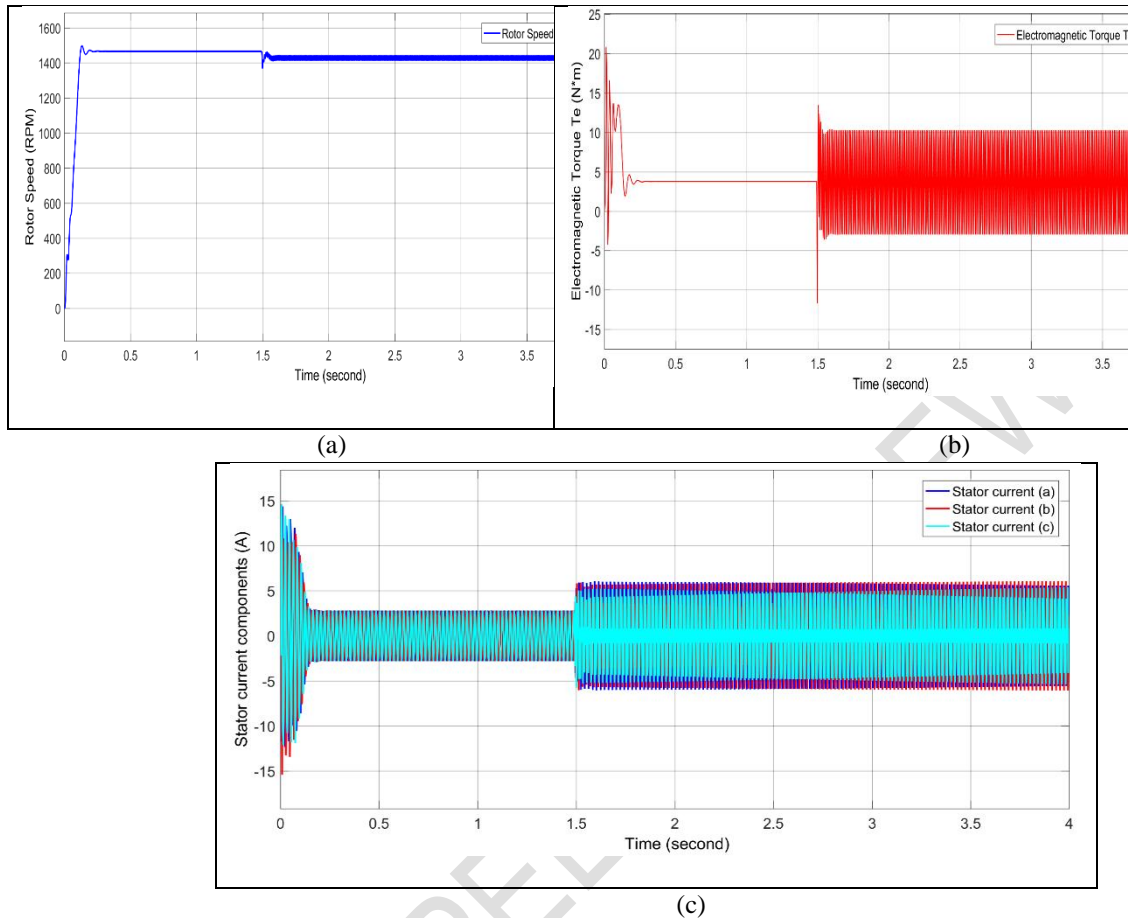 1600
1400
1200
1000
800
600
400
200
0
Rotor Speed (RPM)
Rotor Speed
0 0.5 1 1.5 2 2.5 3 3.5
Time (second)
(a)
25
20
15
10
5
0
-5
-10
-15
Electromagnetic Torque Te (N*m)
Electromagnetic Torque T
0 0.5 1 1.5 2 2.5 3 3.5
Time (second)
(b)
15
10
5
0
-5
-10
-15
Stator current components (A)
Stator current (a)
Stator current (b)
Stator current (c)
0 0.5 1 1.5 2 2.5 3 3.5 4
Time (second)
(c)